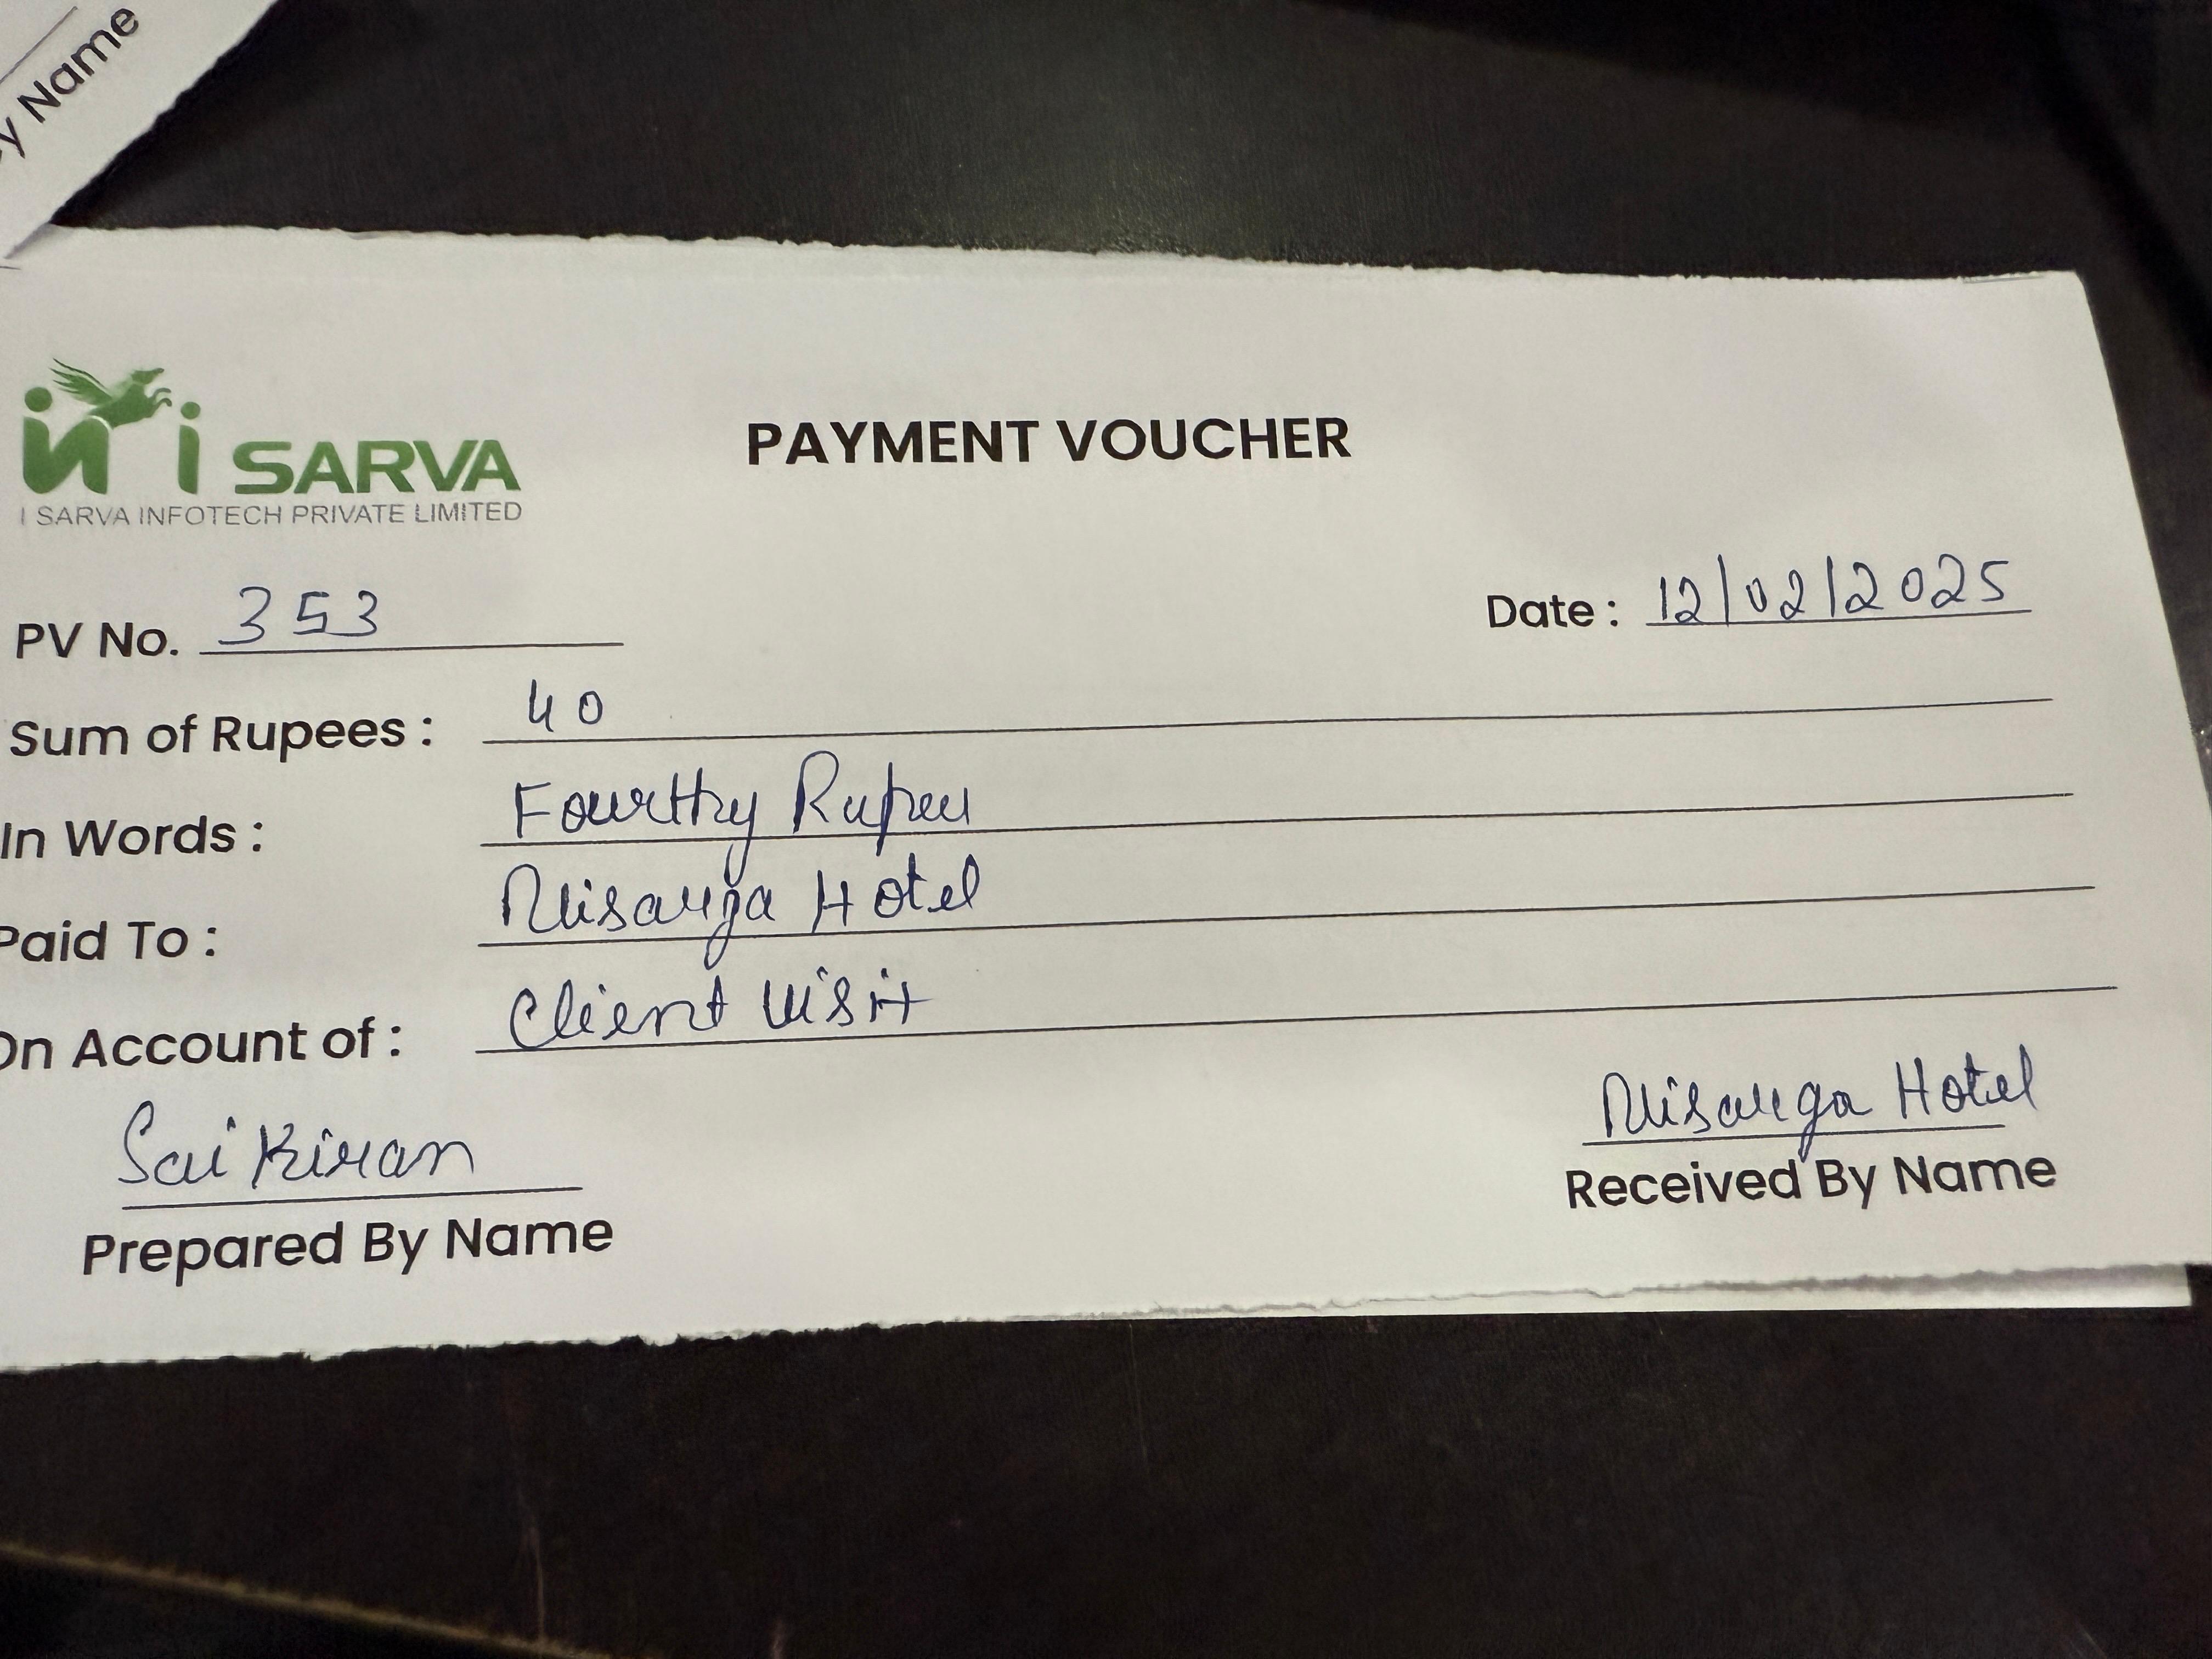 y Name
i SARVA
I SARVA INFOTECH PRIVATE LIMITED
PAYMENT VOUCHER
PV No. 353
Date : 12/02/2025
Sum of Rupees : 40
In Words : Fourthy Rupees
Paid To : Nisarga Hotel
On Account of : Client Visit
Sai Kiran
Prepared By Name
Nisarga Hotel
Received By Name